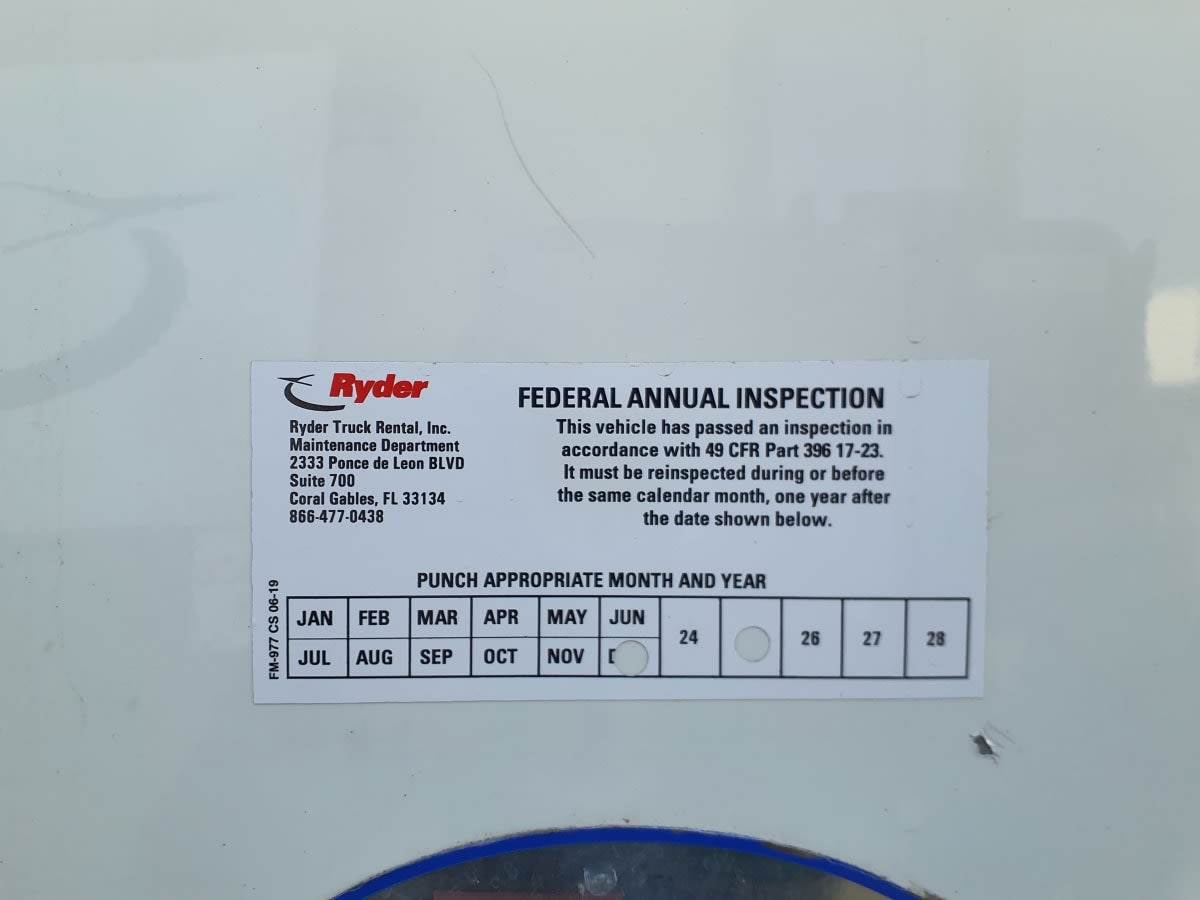 Ryder
Ryder Truck Rental, Inc.
Maintenance Department
2333 Ponce de Leon BLVD
Suite 700
Coral Gables, FL 33134
866-477-0438
FEDERAL ANNUAL INSPECTION
This vehicle has passed an inspection in
accordance with 49 CFR Part 396 17-23.
It must be reinspected during or before
the same calendar month, one year after
the date shown below.
PUNCH APPROPRIATE MONTH AND YEAR
JAN FEB MAR APR MAY JUN
JUL AUG SEP OCT NOV
24 26 27 28
FM-977 CS 06-19